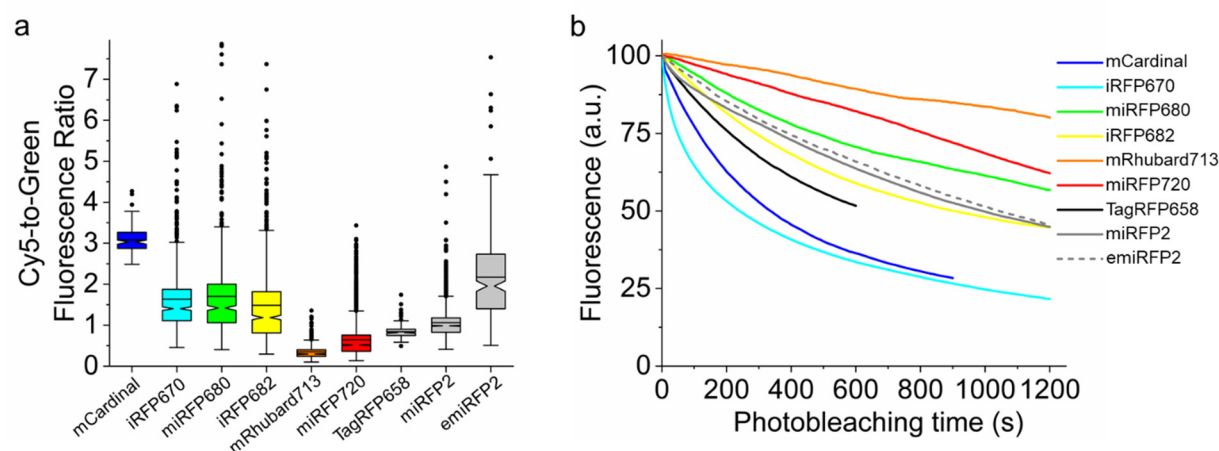 a
Cy5-to-Green
Fluorescence Ratio
7
6
5
4
3
2
1
0
mCardinal
iRFP670
miRFP680
iRFP682
mRhubard713
miRFP720
TagRFP658
miRFP2
emiRFP2
b
Fluorescence (a.u.)
100
75
50
25
0
0 200 400 600 800 1000 1200
Photobleaching time (s)
mCardinal
iRFP670
miRFP680
iRFP682
mRhubard713
miRFP720
TagRFP658
miRFP2
emiRFP2